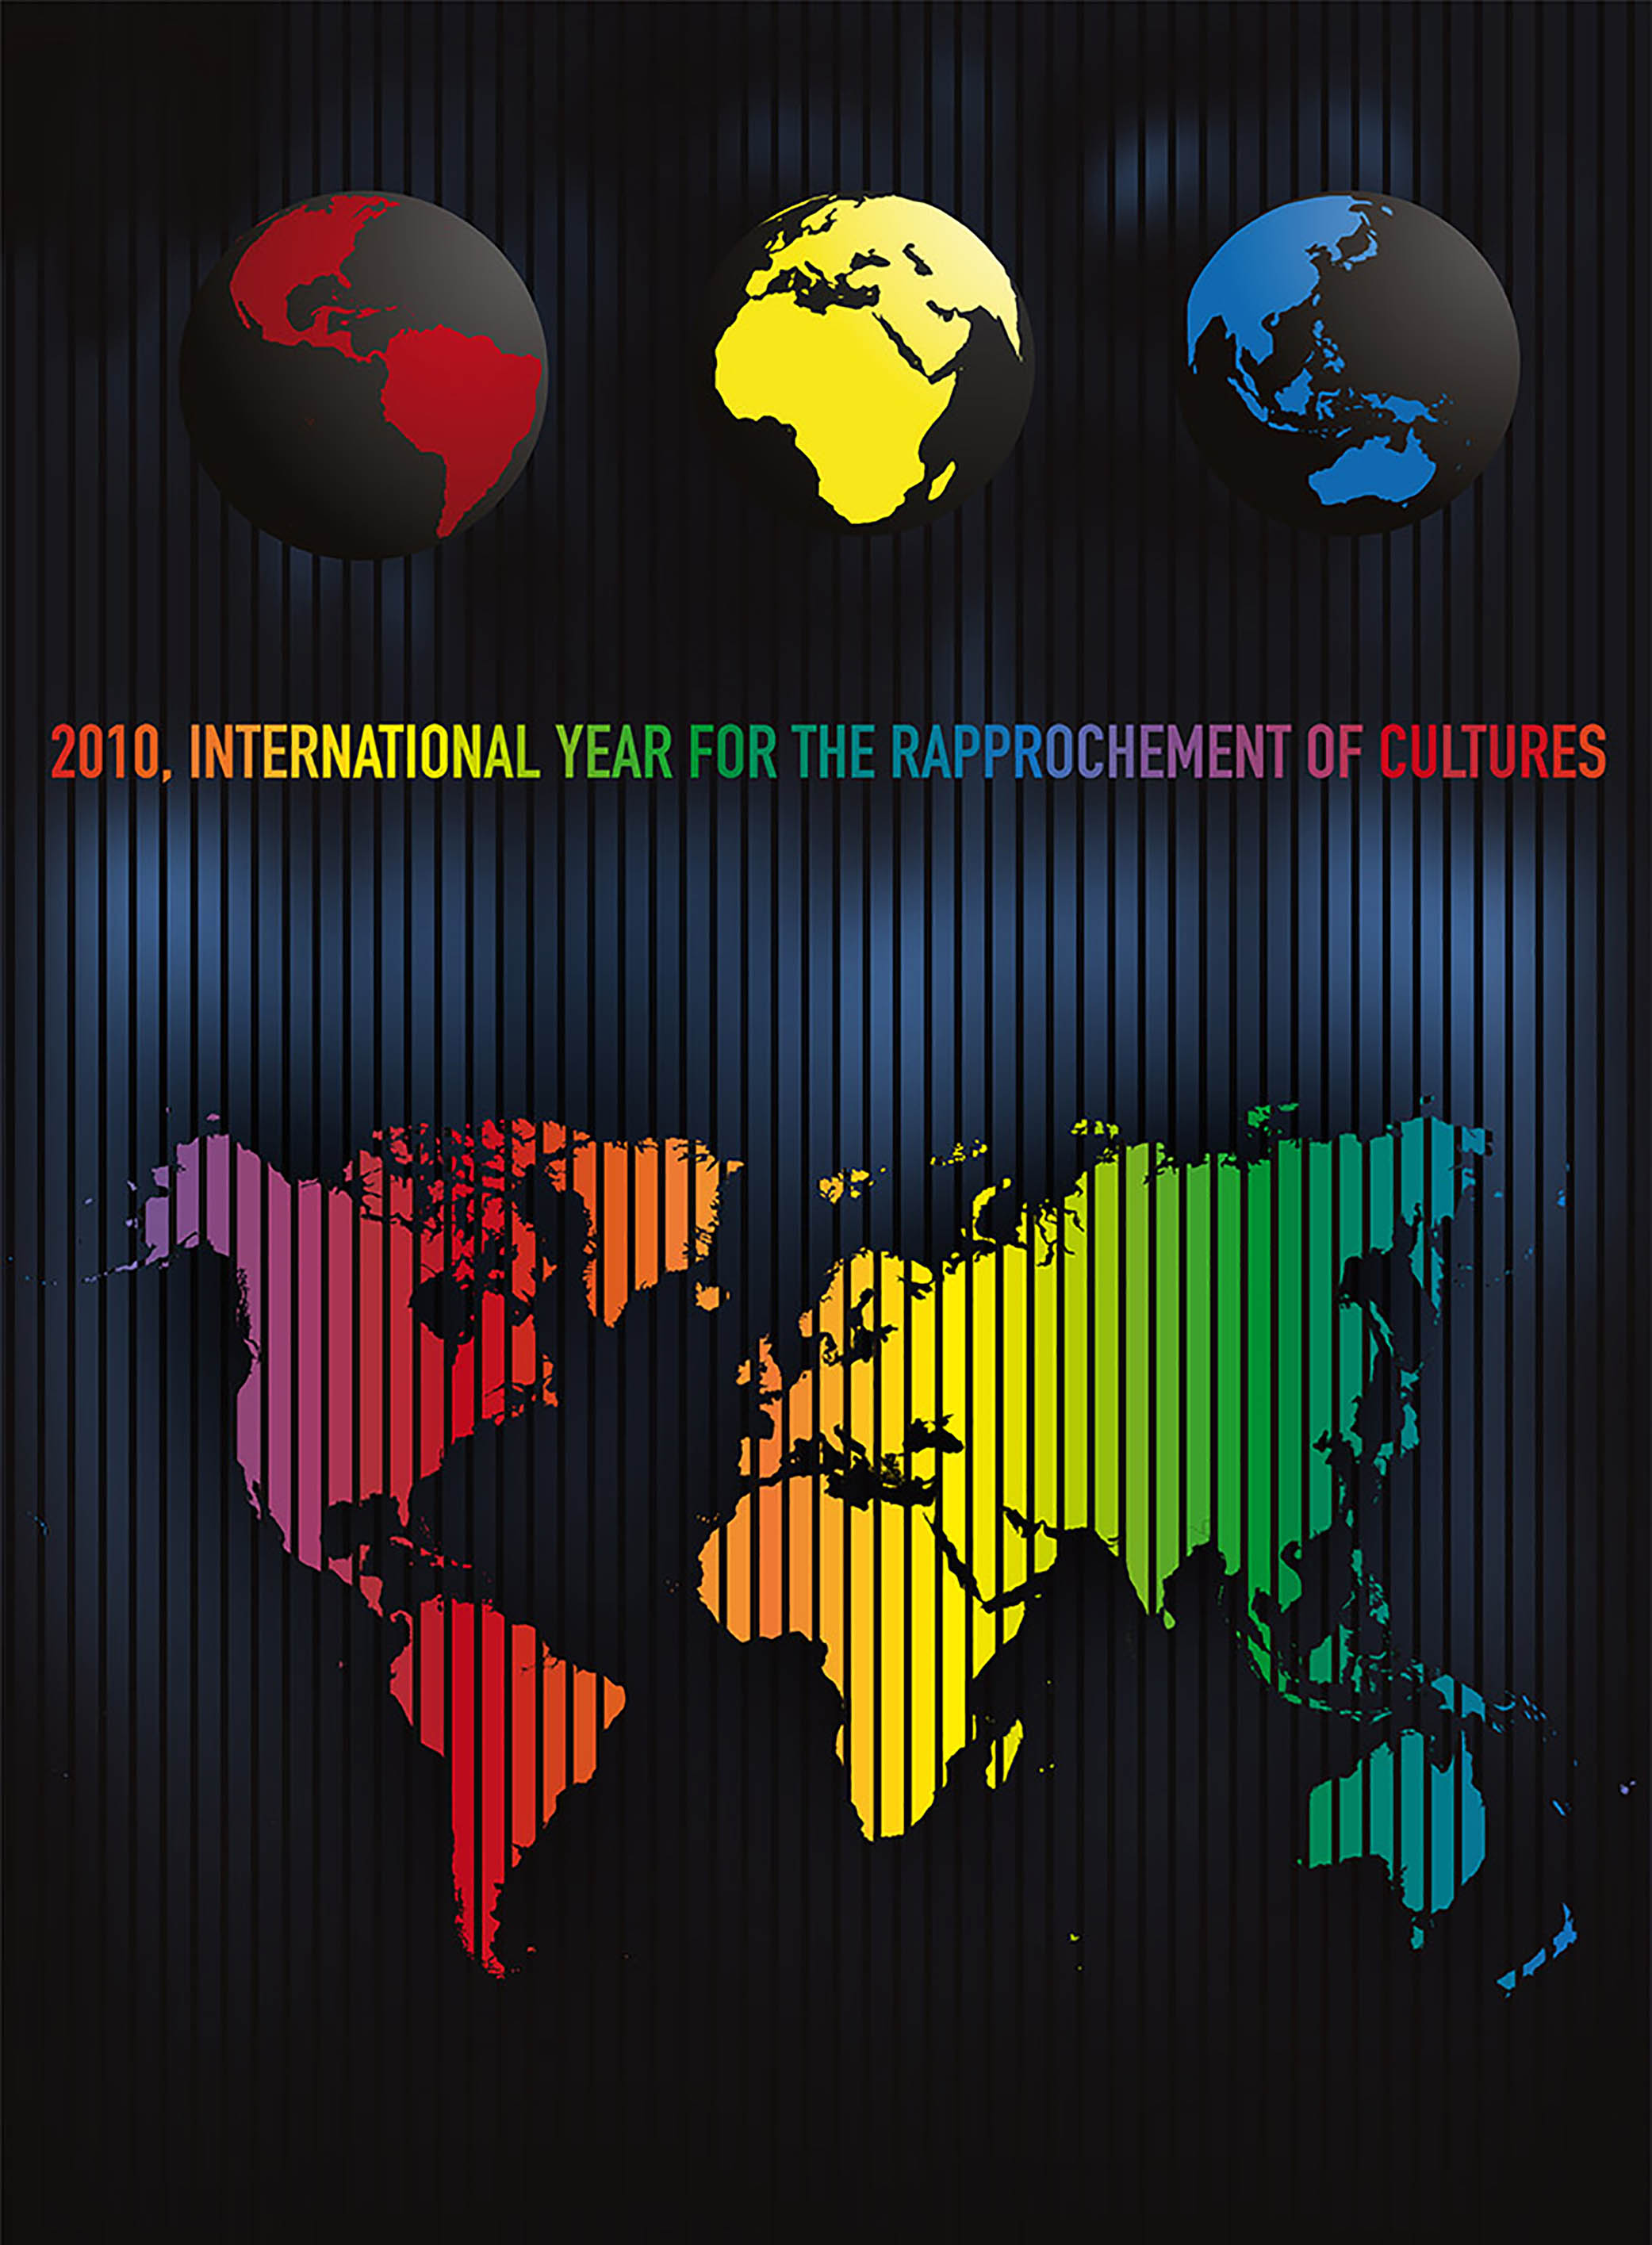 2010, INTERNATIONAL YEAR FOR THE RAPPROCHEMENT OF CULTURES